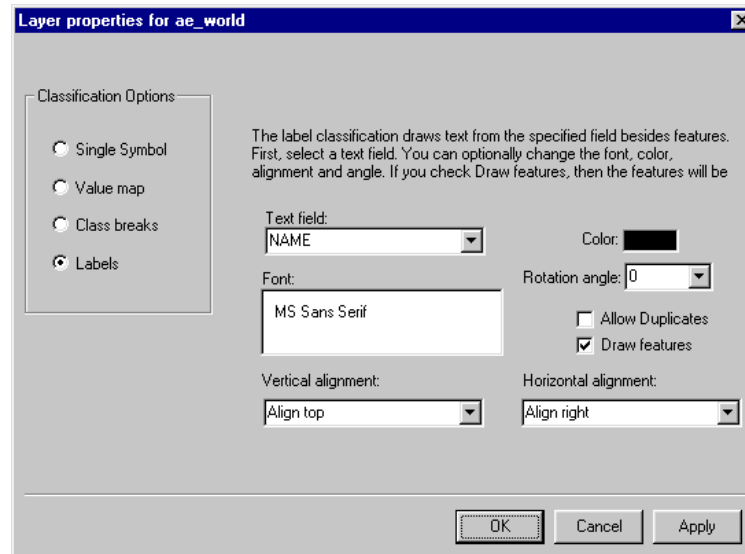 Layer properties for ae_world
Classification Options
Single Symbol
Value map
Class breaks
Labels
The label classification draws text from the specified field besides features.
First, select a text field. You can optionally change the font, color,
alignment and angle. If you check Draw features, then the features will be
Text field:
NAME
Color:
Font:
MS Sans Serif
Rotation angle: 0
Allow Duplicates
Draw features
Vertical alignment:
Align top
Horizontal alignment:
Align right
OK
Cancel
Apply